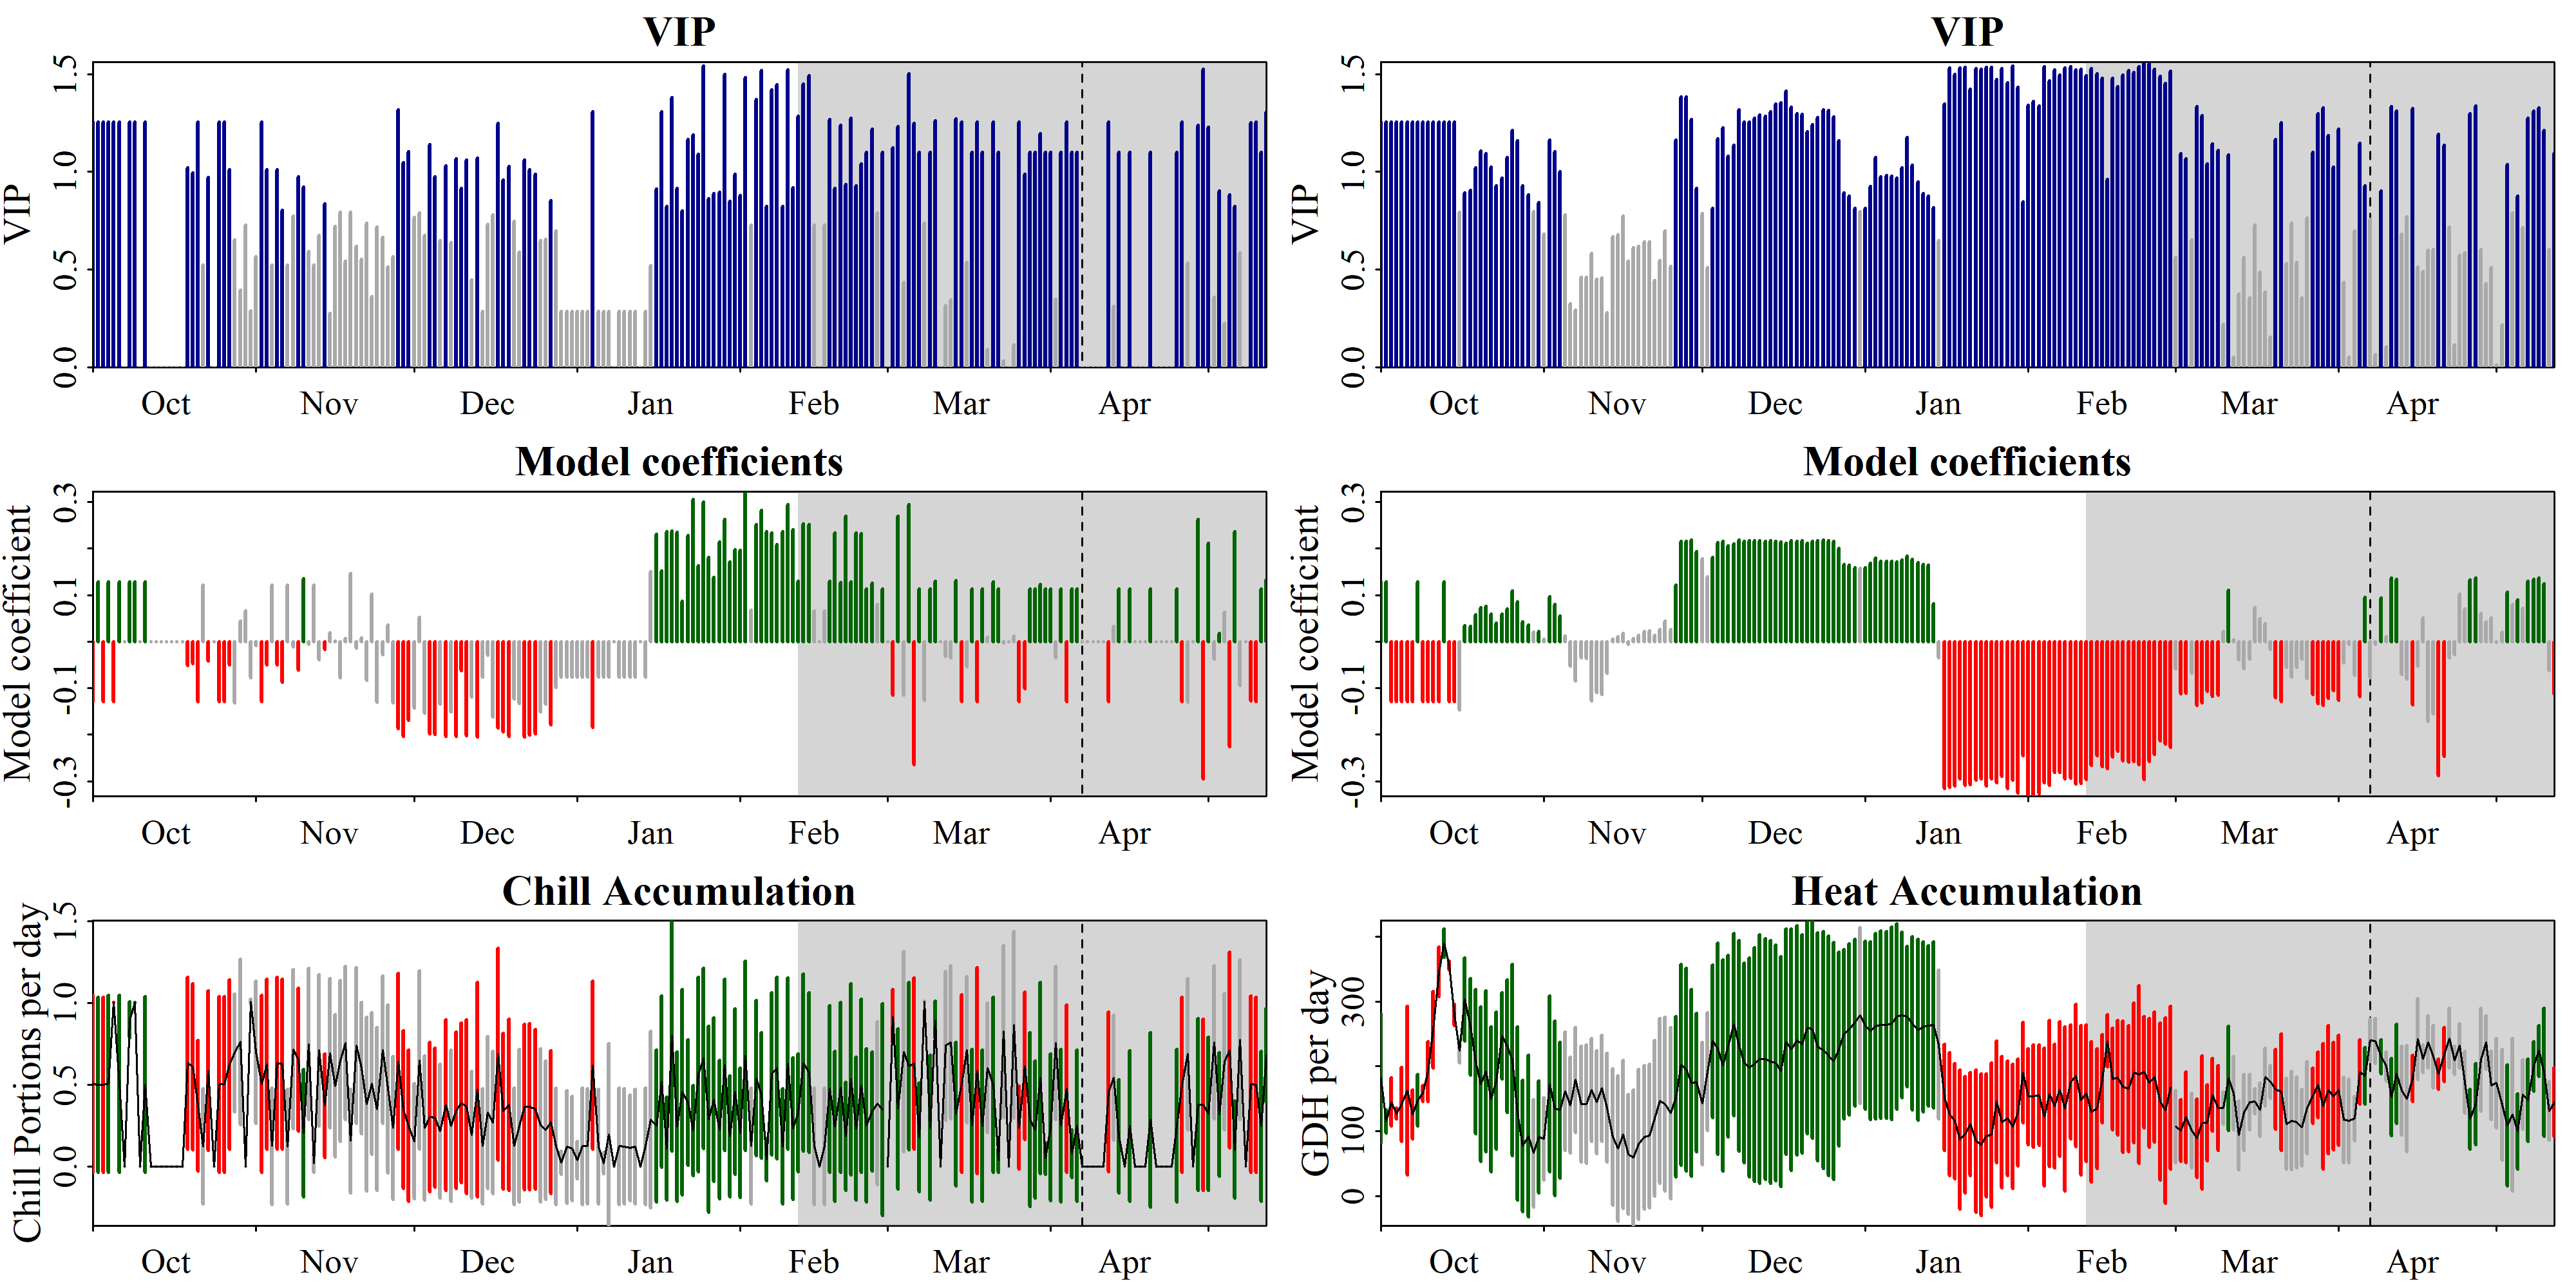 VIP
VIP
1.5
1.0
0.5
0.0
Oct Nov Dec Jan Feb Mar Apr
VIP
VIP
1.5
1.0
0.5
0.0
Oct Nov Dec Jan Feb Mar Apr
Model coefficients
Model coefficient
0.3
0.1
-0.1
-0.3
Oct Nov Dec Jan Feb Mar Apr
Model coefficients
Model coefficient
0.3
0.1
-0.1
-0.3
Oct Nov Dec Jan Feb Mar Apr
Chill Accumulation
Chill Portions per day
1.5
1.0
0.5
0.0
Oct Nov Dec Jan Feb Mar Apr
Heat Accumulation
GDH per day
300
100
0
Oct Nov Dec Jan Feb Mar Apr